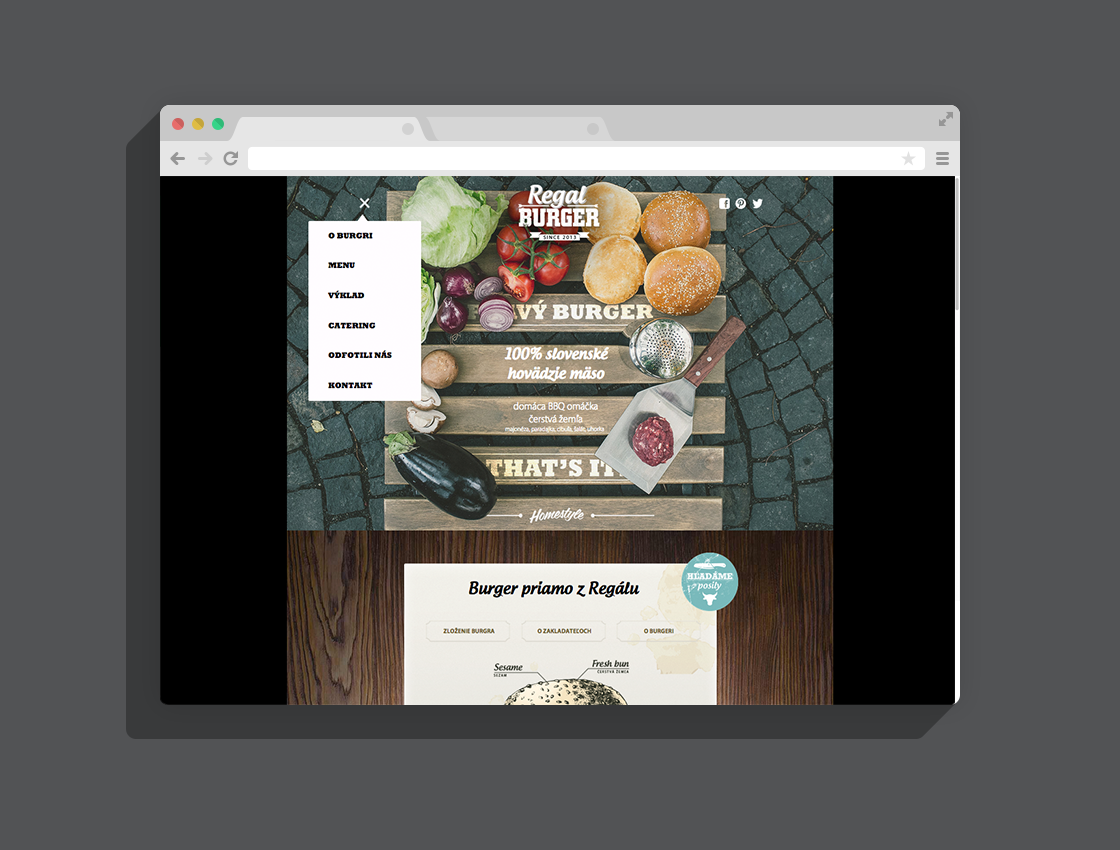 Regal
BURGER
SINCE 2013
O BURGRI
MENU
VÝKLAD
CATERING
ODFOTILI NÁS
KONTAKT
VÝ BURGER
100% slovenské
hovädzie mäso
domáca BBQ omáčka
čerstvá žemľa
majonéza, paradajka, cibuľa, šalát, uhorka
THAT'S IT
Homestyle
HĽADÁME
posily
Burger priamo z Regálu
ZLOŽENIE BURGRA
O ZAKLADATEĽOCH
O BURGERI
Sesame
SEZAM
Fresh bun
ČERSTVÁ ŽEMĽA